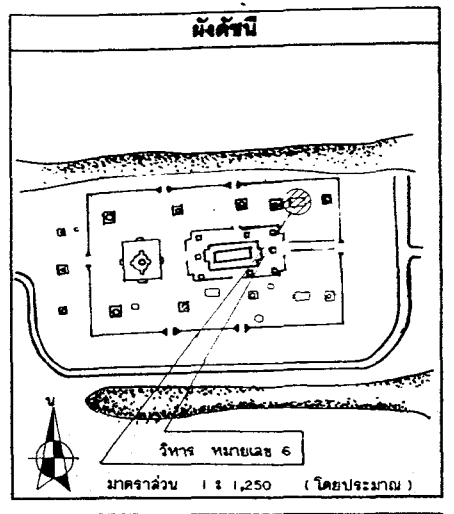 ผังดัชนี
น
วิหาร หมายเลข 6
มาตราส่วน 1 : 1,250 (โดยประมาณ)